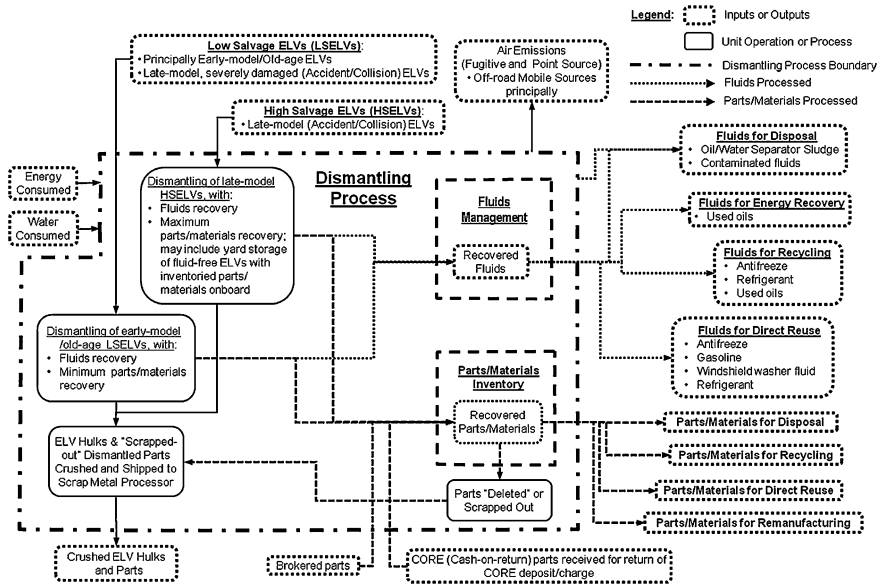 Legend:
Inputs or Outputs
Unit Operation or Process
Dismantling Process Boundary
Fluids Processed
Parts/Materials Processed
Low Salvage ELVs (LSELVs):
• Principally Early-model/Old-age ELVs
• Late-model, severely damaged (Accident/Collision) ELVs
High Salvage ELVs (HSELVs):
• Late-model (Accident/Collision) ELVs
Air Emissions
(Fugitive and Point Source)
• Off-road Mobile Sources
principally
Energy
Consumed
Water
Consumed
Dismantling
Process
Dismantling of late-model
HSELVs, with:
• Fluids recovery
• Maximum
parts/materials recovery;
may include yard storage
of fluid-free ELVs with
inventoried parts/
materials onboard
Dismantling of early-model
/old-age LSELVs, with:
• Fluids recovery
• Minimum parts/materials
recovery
ELV Hulks & "Scrapped-
out" Dismantled Parts
Crushed and Shipped to
Scrap Metal Processor
Crushed ELV Hulks
and Parts
Fluids
Management
Recovered
Fluids
Parts/Materials
Inventory
Recovered
Parts/Materials
Parts "Deleted" or
Scrapped Out
Brokered parts
CORE (Cash-on-return) parts received for return of
CORE deposit/charge
Fluids for Disposal
• Oil/Water Separator Sludge
• Contaminated fluids
Fluids for Energy Recovery
• Used oils
Fluids for Recycling
• Antifreeze
• Refrigerant
• Used oils
Fluids for Direct Reuse
• Antifreeze
• Gasoline
• Windshield washer fluid
• Refrigerant
Parts/Materials for Disposal
Parts/Materials for Recycling
Parts/Materials for Direct Reuse
Parts/Materials for Remanufacturing